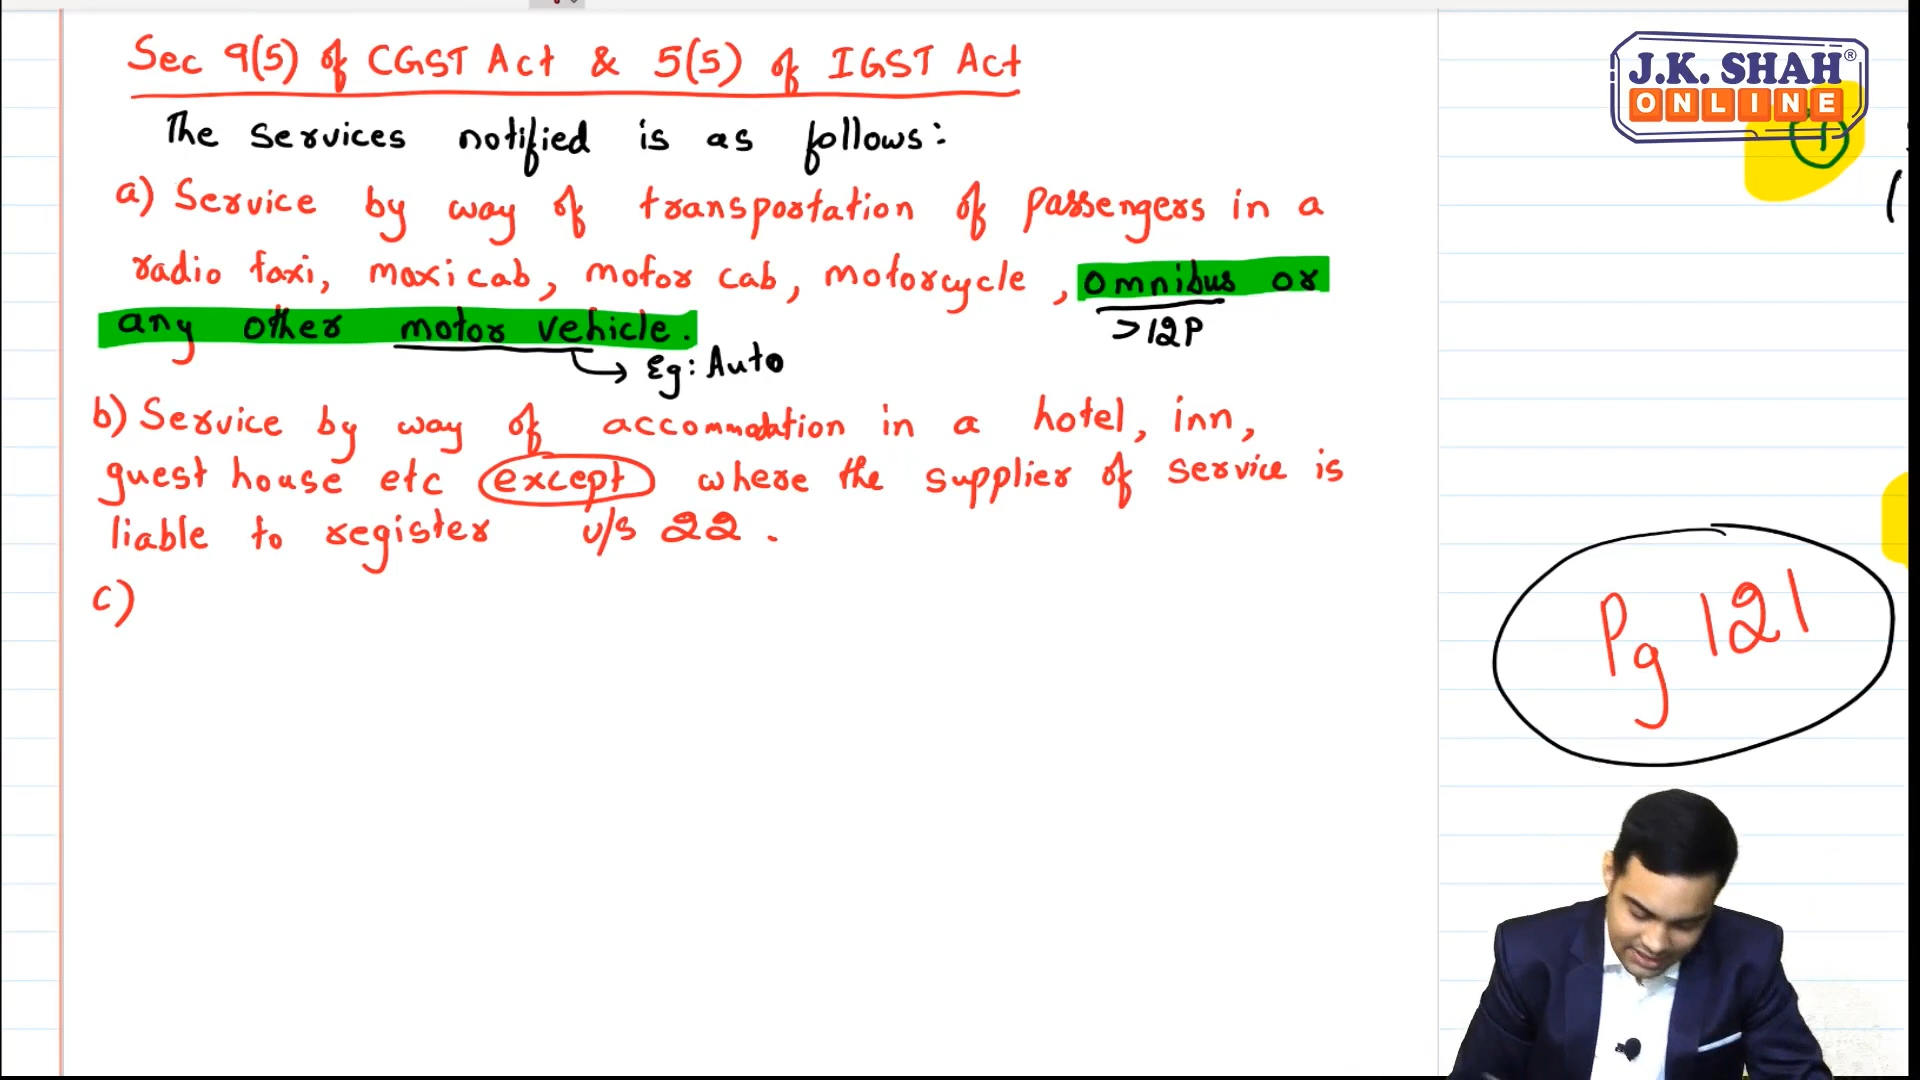 Sec 9(5) of CGST Act & 5(5) of IGST Act
The services notified is as follows:
a) Service by way of transportation of passengers in a
radio taxi, maxi cab, motor cab, motorcycle, omnibus or
>12P
any other motor vehicle.
Eg: Auto
b) Service by way of accommodation in a hotel, inn,
guest house etc except where the supplier of service is
liable to register u/s 22.
c)
J.K. SHAH®
ONLINE
1
(
Pg 121